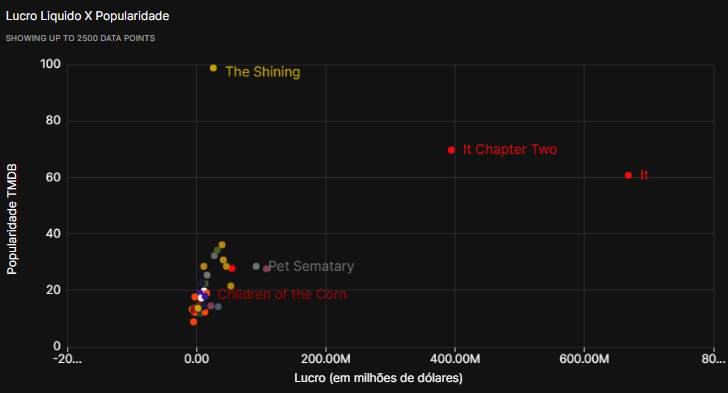 Lucro Liquido X Popularidade
SHOWING UP TO 2500 DATA POINTS
Popularidade TMDB
100
80
60
40
20
0
The Shining
It Chapter Two
It
Pet Sematary
Children of the Corn
-20...
0.00
200.00M
400.00M
600.00M
80...
Lucro (em milhões de dólares)